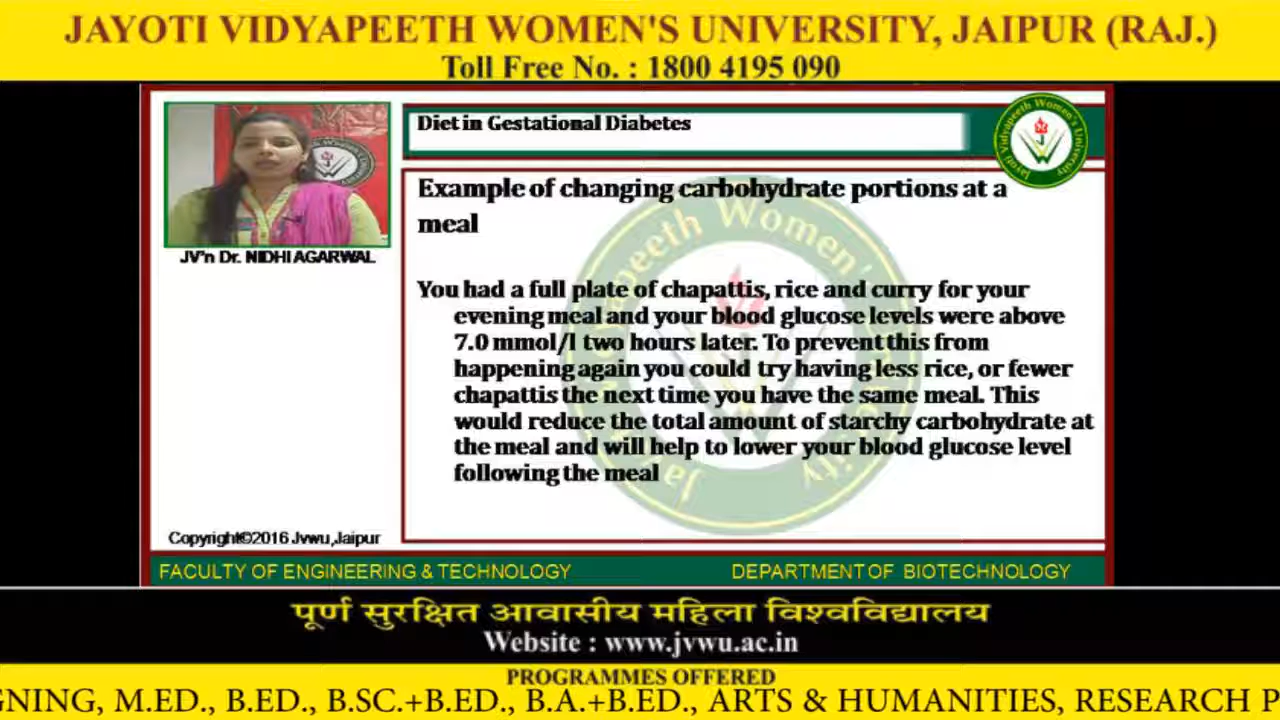 JAYOTI VIDYAPEETH WOMEN'S UNIVERSITY, JAIPUR (RAJ.)
Toll Free No. : 1800 4195 090
Diet in Gestational Diabetes
Jayoti Vidyapeeth Women's University
Jaipur
JV'n Dr. NIDHI AGARWAL
Example of changing carbohydrate portions at a
meal
You had a full plate of chapattis, rice and curry for your
evening meal and your blood glucose levels were above
7.0 mmol/l two hours later. To prevent this from
happening again you could try having less rice, or fewer
chapattis the next time you have the same meal. This
would reduce the total amount of starchy carbohydrate at
the meal and will help to lower your blood glucose level
following the meal
Copyright©2016 Jvwu,Jaipur
FACULTY OF ENGINEERING & TECHNOLOGY
DEPARTMENT OF BIOTECHNOLOGY
पूर्ण सुरक्षित आवासीय महिला विश्वविद्यालय
Website : www.jvwu.ac.in
PROGRAMMES OFFERED
GNING, M.ED., B.ED., B.SC.+B.ED., B.A.+B.ED., ARTS & HUMANITIES, RESEARCH P